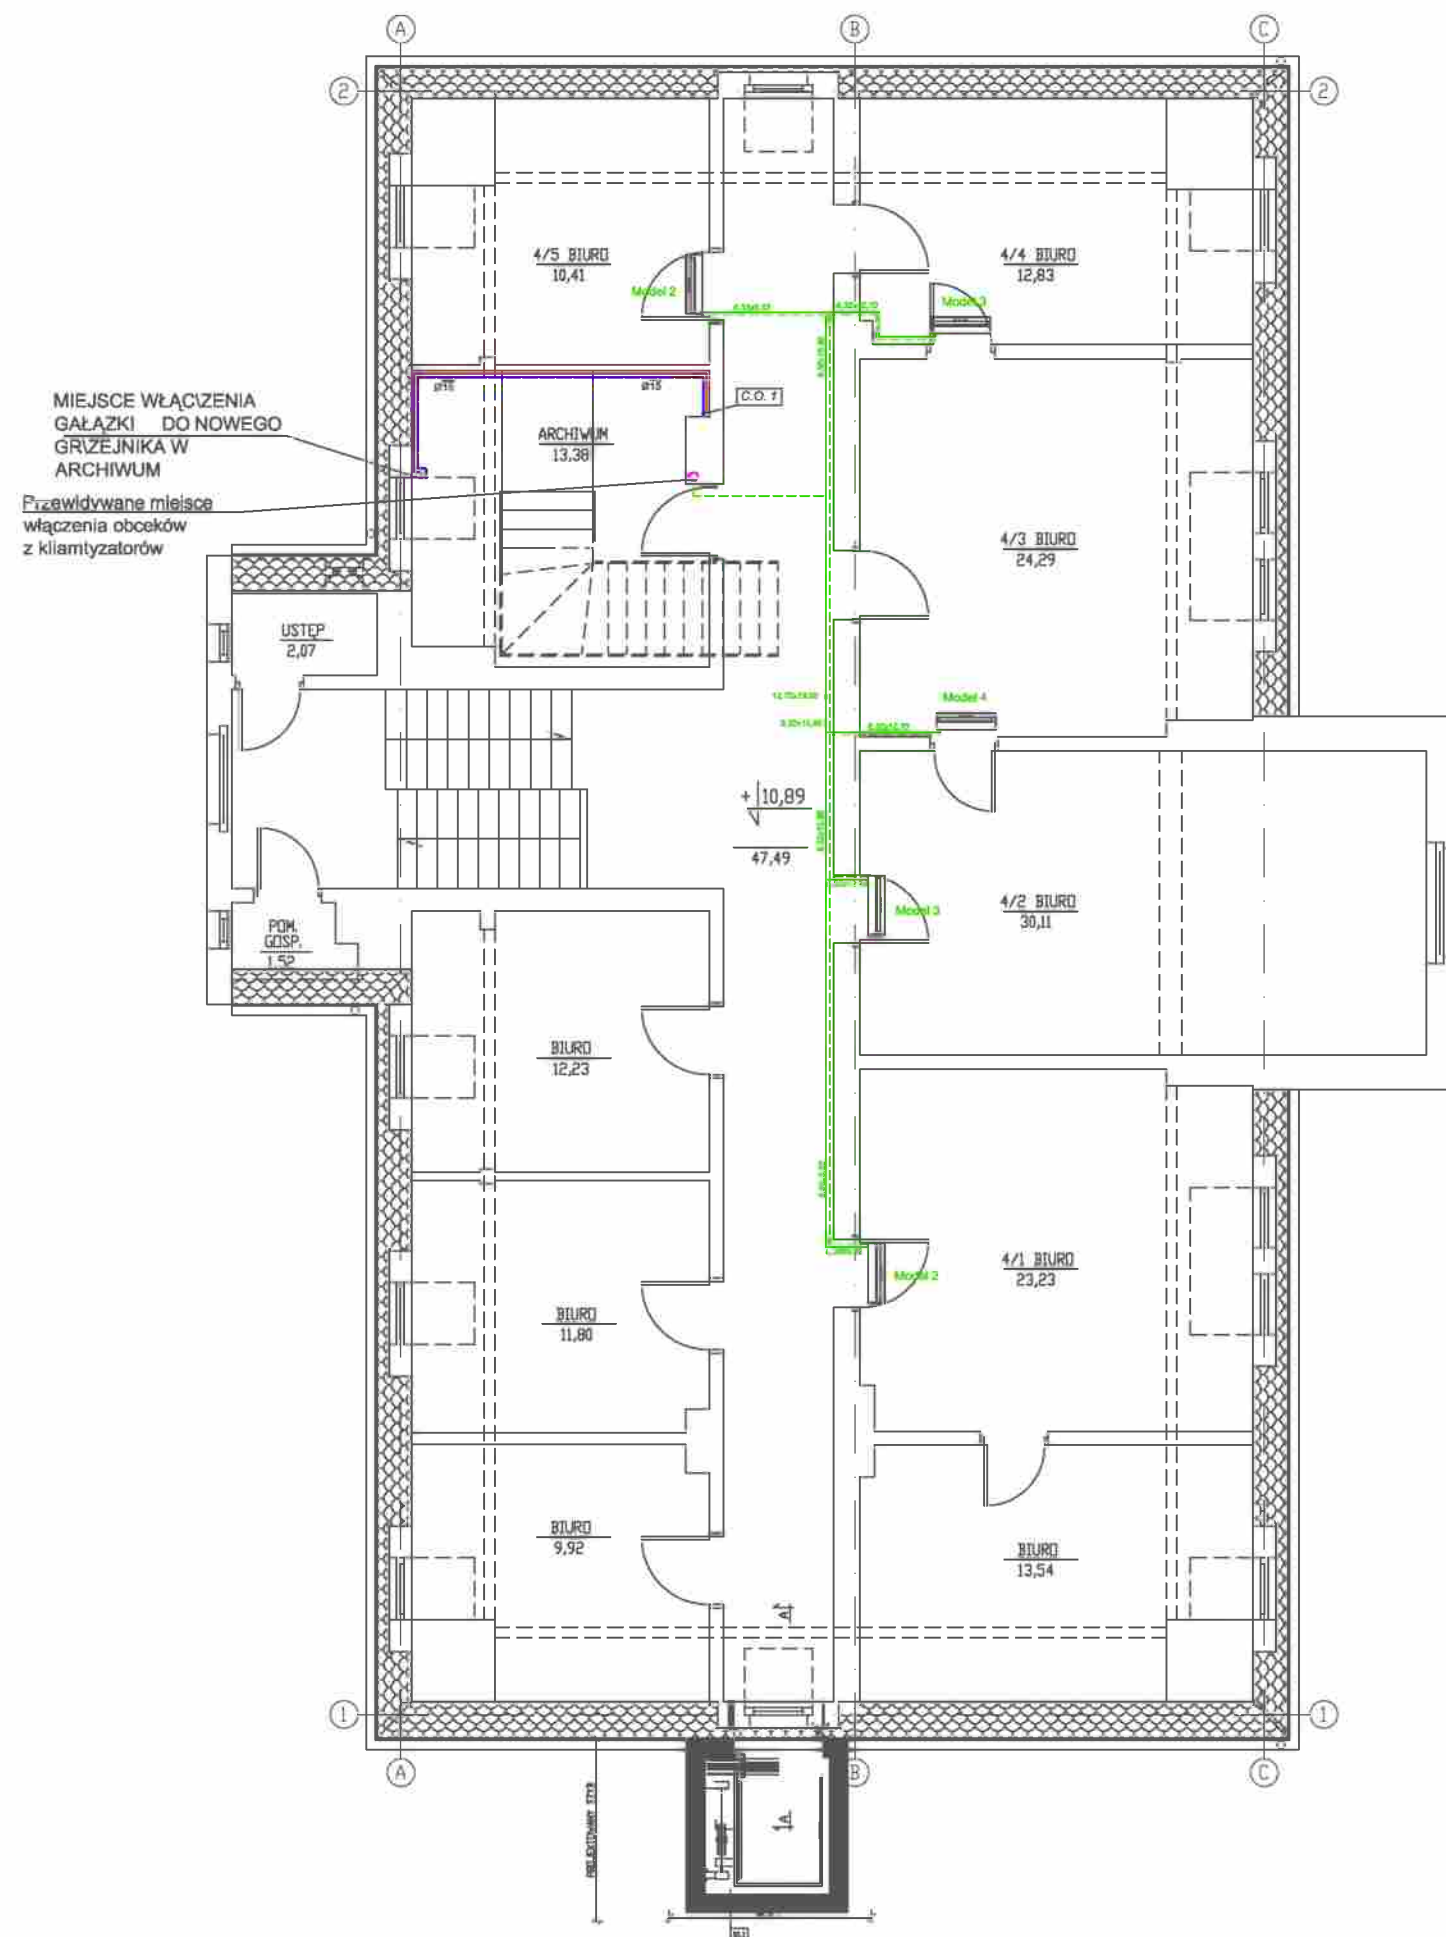 A
B
C
2
2
4/5 BIURO
10,41
4/4 BIURO
12,83
Model 2
Model 3
C.O. 1
ø15
ø15
MIEJSCE WŁĄC\ZENIA
GAŁĄZKI DO NOWEGO
GR\ZEJNIKA W
ARCHIWUM
ARCHIWUM
13,38
Przewidywane miejsce
włączenia obceków
z kliamtyzatorów
4/3 BIURO
24,29
USTĘP
2,07
Model 4
+ 10,89
47,49
4/2 BIURO
30,11
Model 3
POM.
GOSP.
1,52
BIURO
12,23
4/1 BIURO
23,23
Model 2
BIURO
11,80
BIURO
9,92
BIURO
13,54
A
1
1
A
B
C
1A